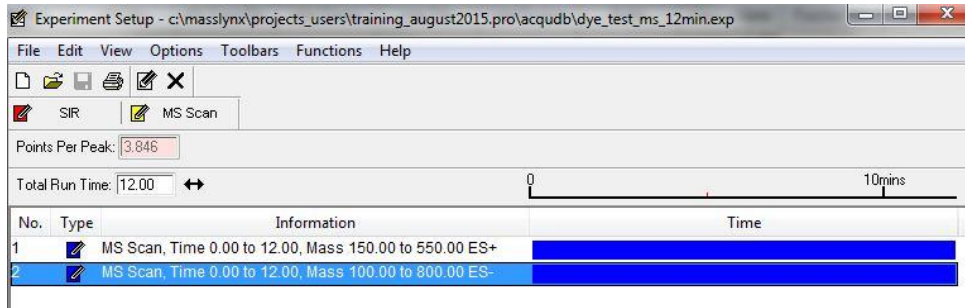 Experiment Setup - c:\masslynx\projects_users\training_august2015.pro\acqudb\dye_test_ms_12min.exp
File Edit View Options Toolbars Functions Help
SIR MS Scan
Points Per Peak: 3.846
Total Run Time: 12.00 0 10mins
No. Type Information Time
1 MS Scan, Time 0.00 to 12.00, Mass 150.00 to 550.00 ES+
2 MS Scan, Time 0.00 to 12.00, Mass 100.00 to 800.00 ES-